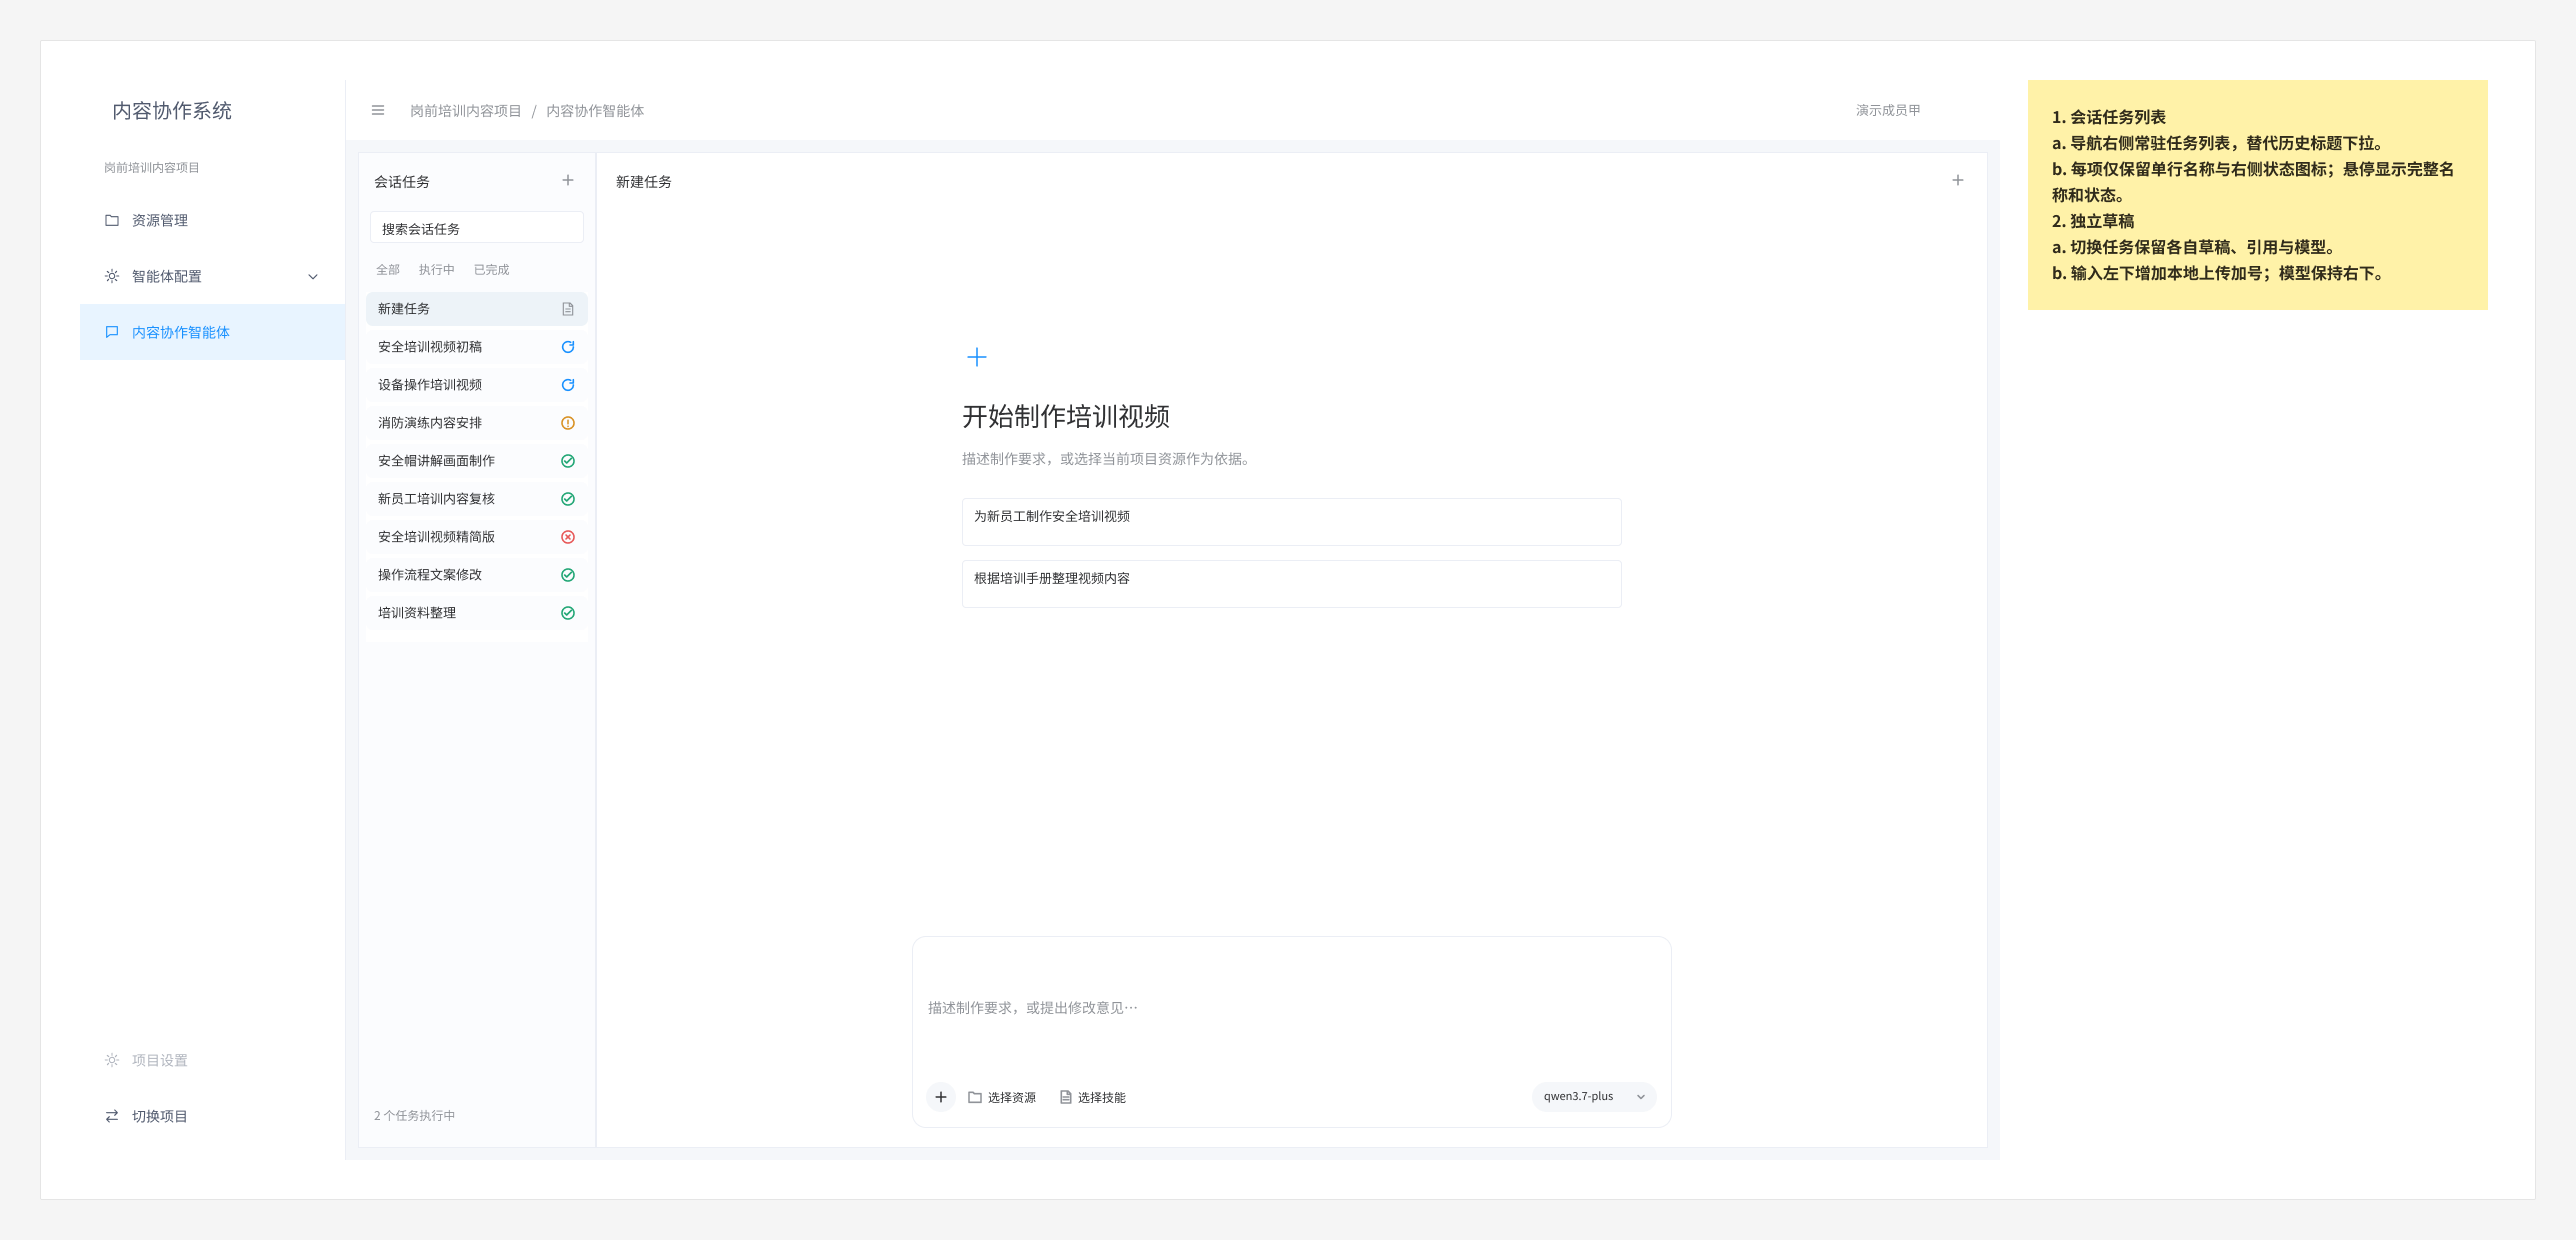 内容协作系统
岗前培训内容项目
资源管理
智能体配置
内容协作智能体
项目设置
切换项目
岗前培训内容项目 / 内容协作智能体
演示成员甲
会话任务
搜索会话任务
全部 执行中 已完成
新建任务
安全培训视频初稿
设备操作培训视频
消防演练内容安排
安全帽讲解画面制作
新员工培训内容复核
安全培训视频精简版
操作流程文案修改
培训资料整理
2 个任务执行中
新建任务
开始制作培训视频
描述制作要求，或选择当前项目资源作为依据。
为新员工制作安全培训视频
根据培训手册整理视频内容
描述制作要求，或提出修改意见…
选择资源 选择技能 qwen3.7-plus
1. 会话任务列表
a. 导航右侧常驻任务列表，替代历史标题下拉。
b. 每项仅保留单行名称与右侧状态图标；悬停显示完整名
称和状态。
2. 独立草稿
a. 切换任务保留各自草稿、引用与模型。
b. 输入左下增加本地上传加号；模型保持右下。